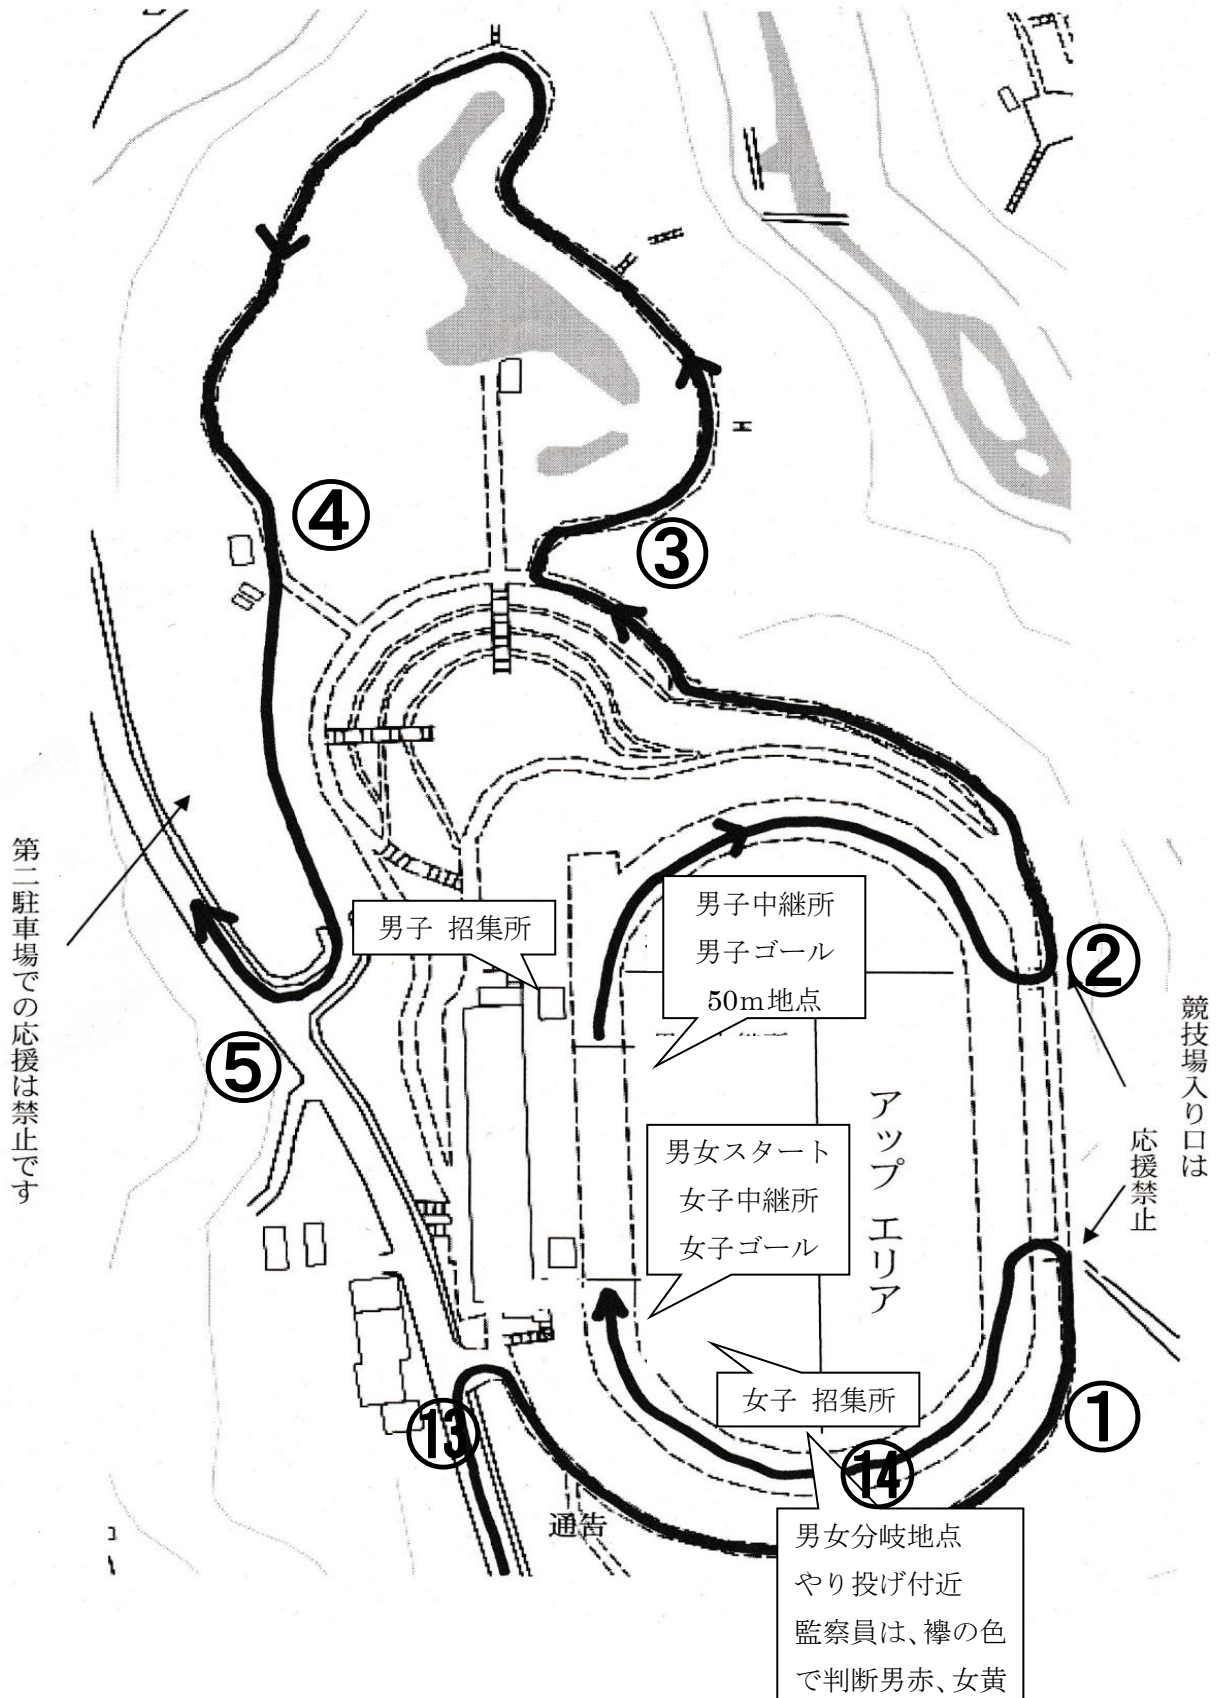 ④
③
第二駐車場での応援は禁止です
男子 招集所
男子中継所
男子ゴール
50m地点
②
競技場入り口は
応援禁止
⑤
アップ エリア
男女スタート
女子中継所
女子ゴール
女子 招集所
①
⑬
⑭
通告
男女分岐地点
やり投げ付近
監察員は、襷の色
で判断男赤、女黄